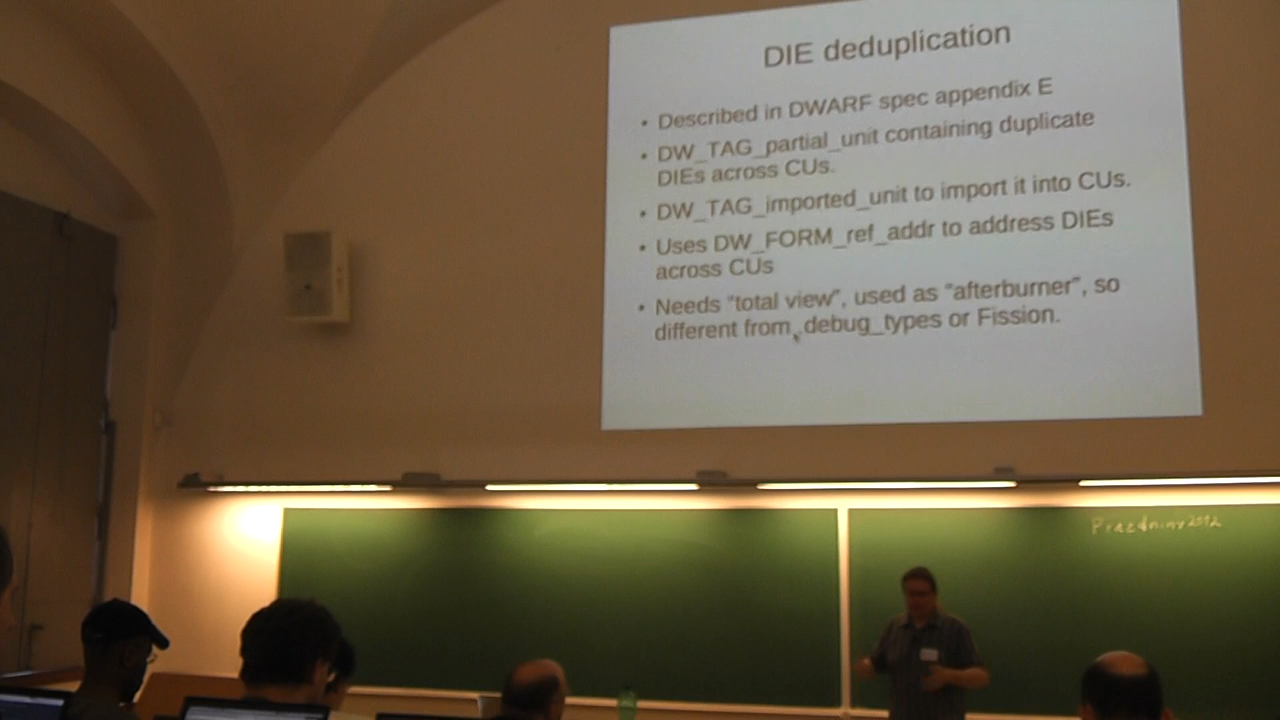 DIE deduplication
• Described in DWARF spec appendix E
• DW_TAG_partial_unit containing duplicate
DIEs across CUs.
• DW_TAG_imported_unit to import it into CUs.
• Uses DW_FORM_ref_addr to address DIEs
across CUs
• Needs "total view", used as "afterburner", so
different from .debug_types or Fission.
Prazdniny 2012